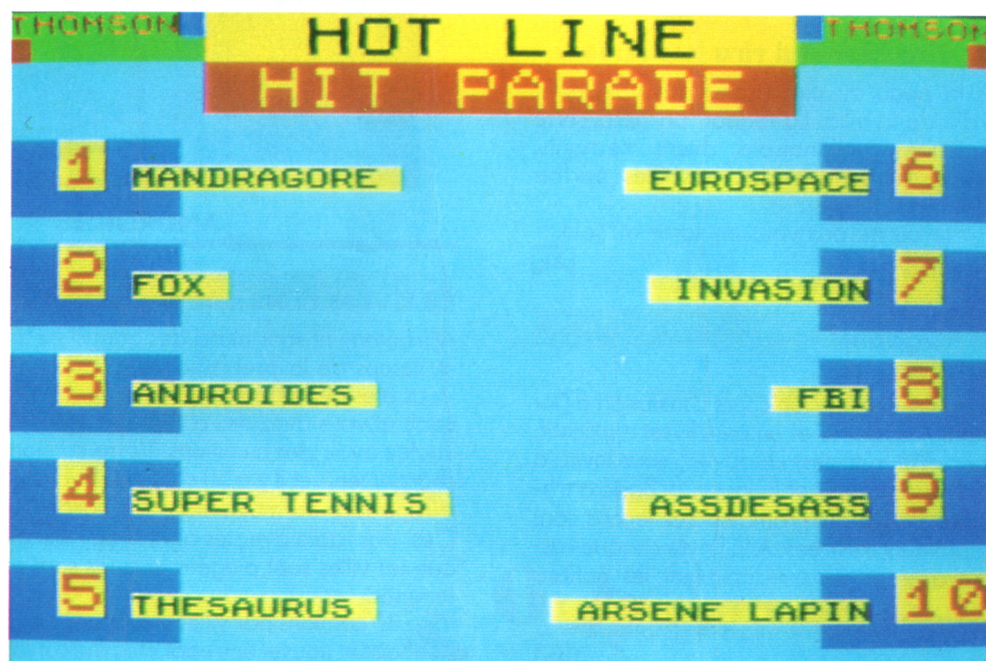 THOMSON HOT LINE THOMSON
HIT PARADE
1 MANDRAGORE
2 FOX
3 ANDROIDES
4 SUPER TENNIS
5 THESAURUS
EUROSPACE 6
INVASION 7
FBI 8
ASSDESASS 9
ARSENE LAPIN 10